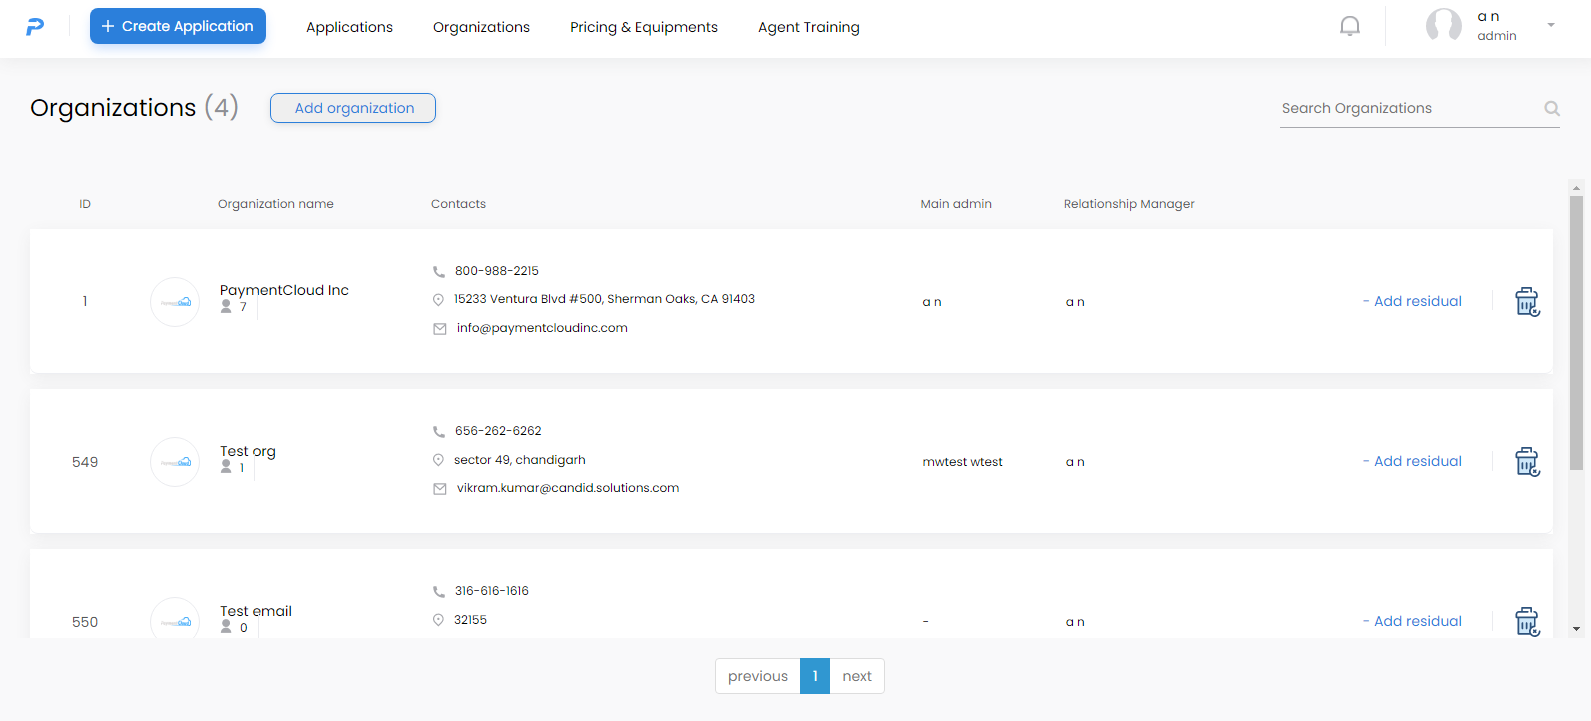 + Create Application
Applications
Organizations
Pricing & Equipments
Agent Training
a n
admin
Organizations (4)
Add organization
Search Organizations
ID
Organization name
Contacts
Main admin
Relationship Manager
1
PaymentCloud Inc
7
800-988-2215
15233 Ventura Blvd #500, Sherman Oaks, CA 91403
info@paymentcloudinc.com
a n
a n
- Add residual
549
Test org
1
656-262-6262
sector 49, chandigarh
vikram.kumar@candid.solutions.com
mwtest wtest
a n
- Add residual
550
Test email
0
316-616-1616
32155
-
a n
- Add residual
previous
1
next